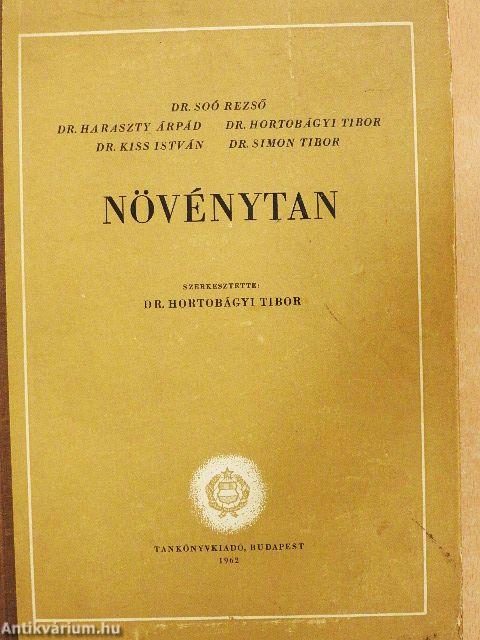 DR. SOÓ REZSŐ
DR. HARASZTY ÁRPÁD DR. HORTOBÁGYI TIBOR
DR. KISS ISTVÁN DR. SIMON TIBOR
NÖVÉNYTAN
SZERKESZTETTE:
DR. HORTOBÁGYI TIBOR
TANKÖNYVKIADÓ, BUDAPEST
1962
Antikvárium.hu